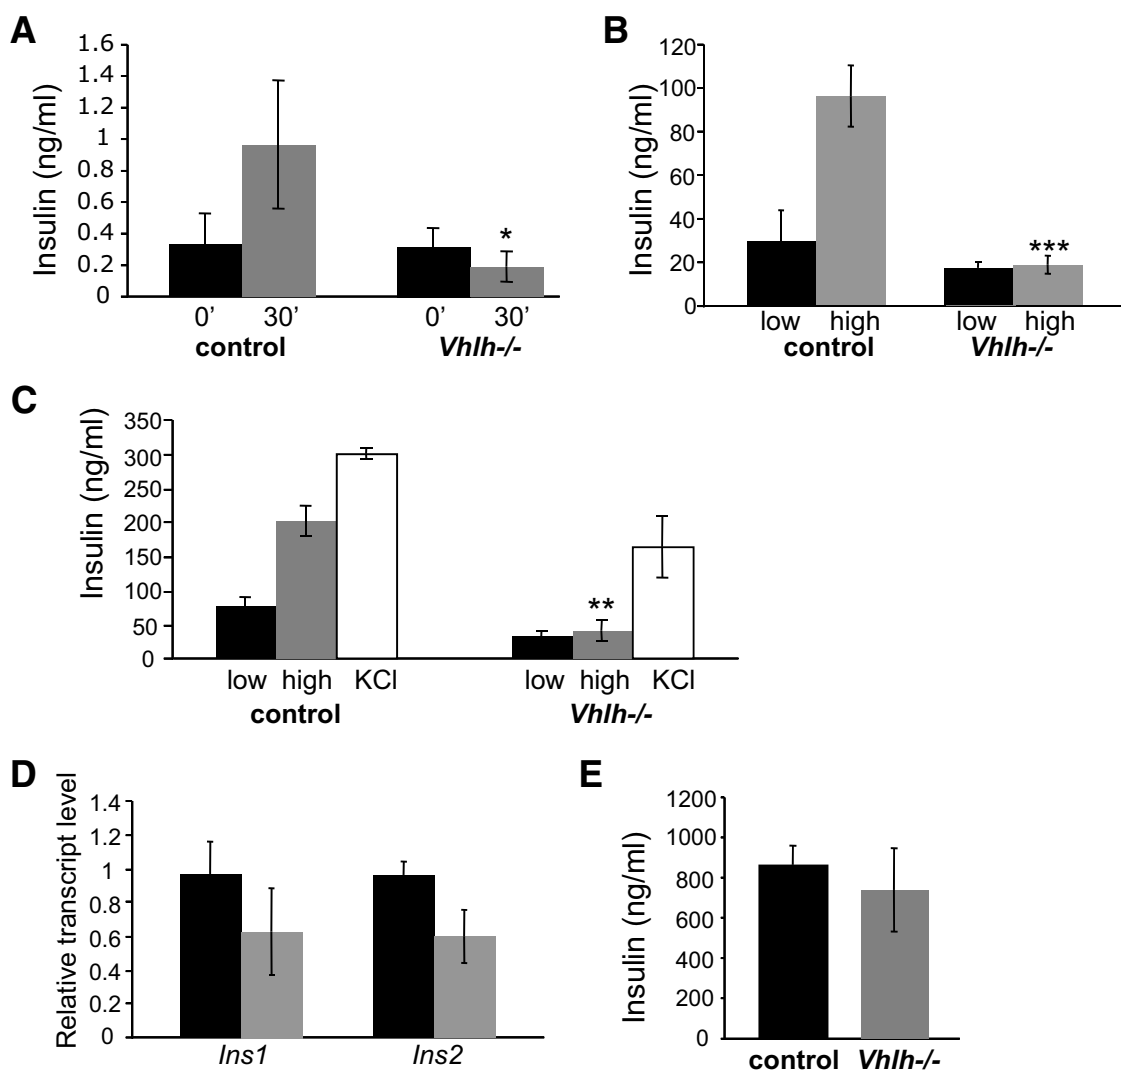 A
Insulin (ng/ml)
1.6
1.4
1.2
1
0.8
0.6
0.4
0.2
0
*
0' 30' 0' 30'
control Vhlh-/-
B
Insulin (ng/ml)
120
100
80
60
40
20
0
***
low high low high
control Vhlh-/-
C
Insulin (ng/ml)
350
300
250
200
150
100
50
0
**
low high KCl low high KCl
control Vhlh-/-
D
Relative transcript level
1.4
1.2
1
0.8
0.6
0.4
0.2
0
Ins1 Ins2
E
Insulin (ng/ml)
1200
1000
800
600
400
200
0
control Vhlh-/-